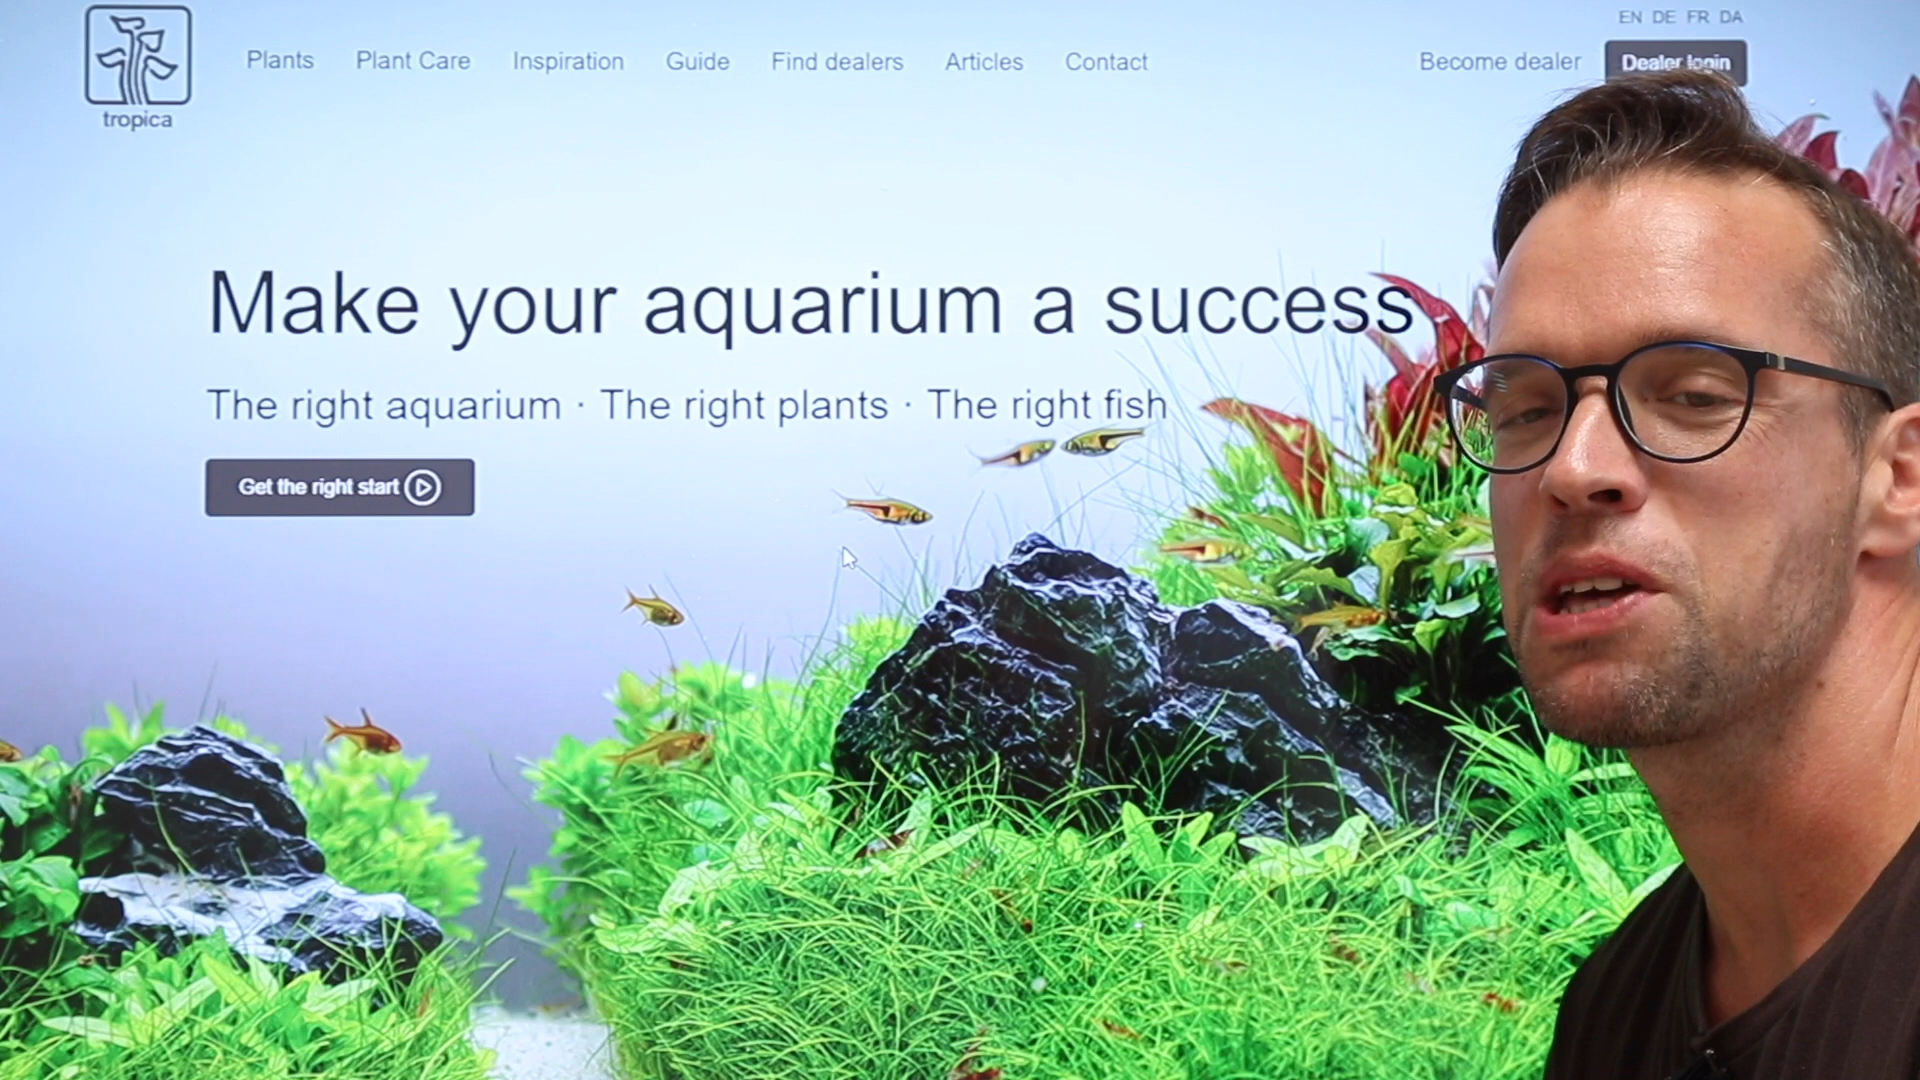 EN DE FR DA
tropica
Plants Plant Care Inspiration Guide Find dealers Articles Contact Become dealer Dealer login
Make your aquarium a success
The right aquarium · The right plants · The right fish
Get the right start